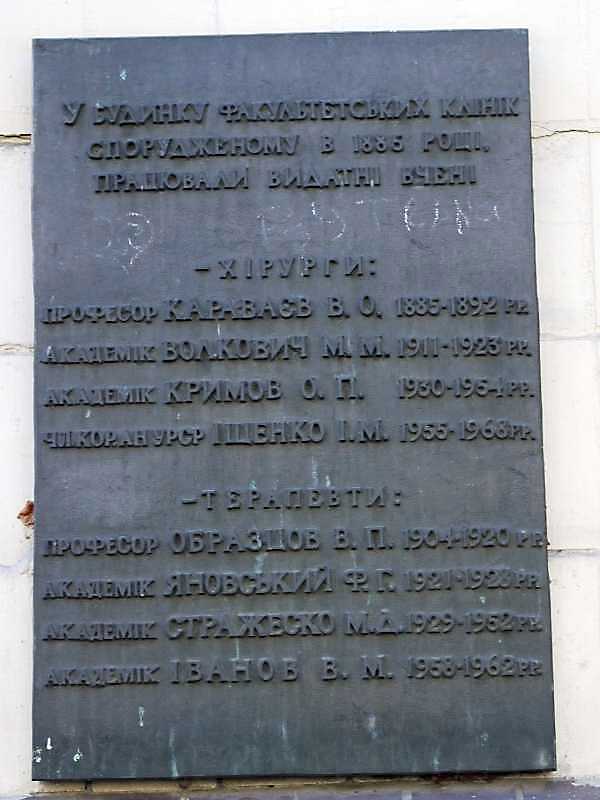 У БУДИНКУ ФАКУЛЬТЕТСЬКИХ КЛІНІК
СПОРУДЖЕНОМУ В 1885 РОЦІ,
ПРАЦЮВАЛИ ВИДАТНІ ВЧЕНІ
–ХІРУРГИ:
ПРОФЕСОР КАРАВАЄВ В. О. 1885-1892 РР.
АКАДЕМІК ВОЛКОВИЧ М. М. 1911-1923 РР.
АКАДЕМІК КРИМОВ О. П. 1930-1954 РР.
ЧЛ.КОР.АН УРСР ІЩЕНКО І.М. 1955-1968 РР.
–ТЕРАПЕВТИ:
ПРОФЕСОР ОБРАЗЦОВ В. П. 1904-1920 РР.
АКАДЕМІК ЯНОВСЬКИЙ Ф. Г. 1921-1928 РР.
АКАДЕМІК СТРАЖЕСКО М.Д. 1929-1952 РР.
АКАДЕМІК ІВАНОВ В. М. 1958-1962 РР.